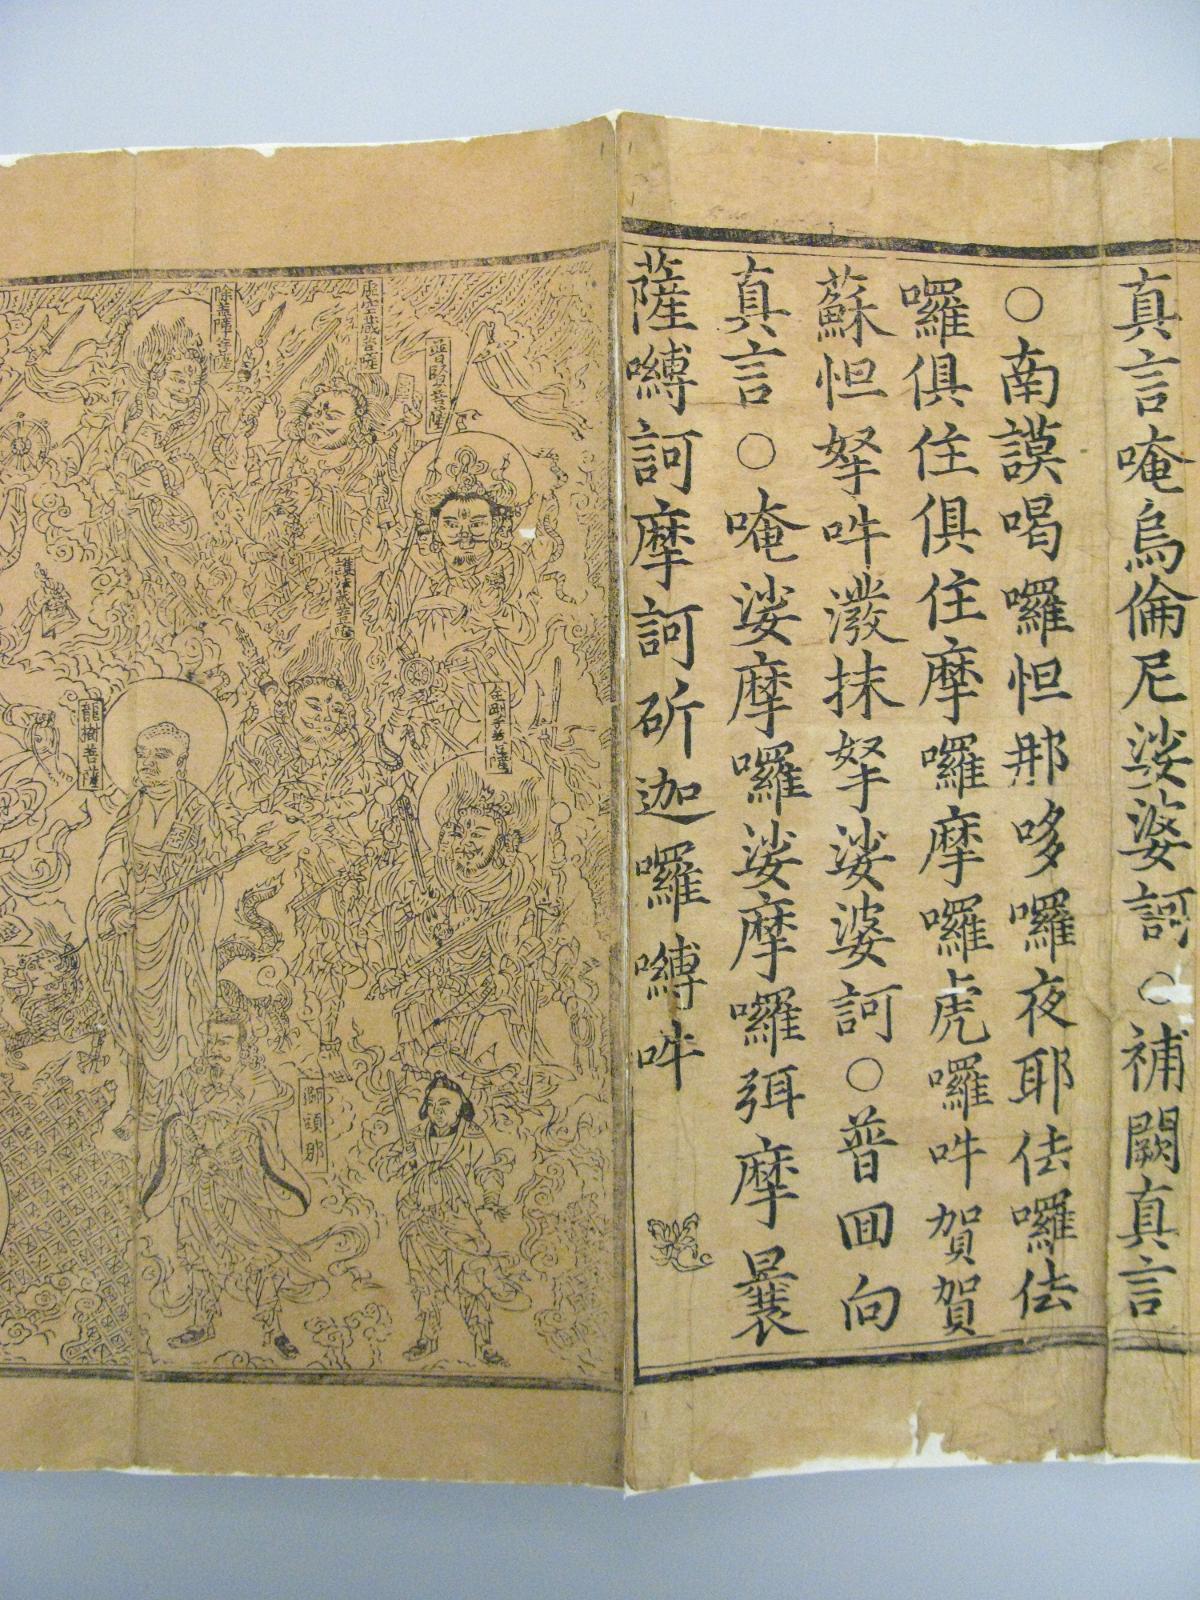 真言唵烏倫尼娑婆訶○補闕真言
○南謨喝囉怛那哆囉夜耶佉囉佉
囉俱住俱住摩囉摩囉虎囉吽賀賀
蘇怛拏吽潑抹拏娑婆訶○普囬向
真言○唵娑摩囉娑摩囉弭摩曩
薩嚩訶摩訶斫迦囉嚩吽
普賢菩薩
虛空藏菩薩
除蓋障菩薩
護法藏菩薩
金剛手菩薩
龍樹菩薩